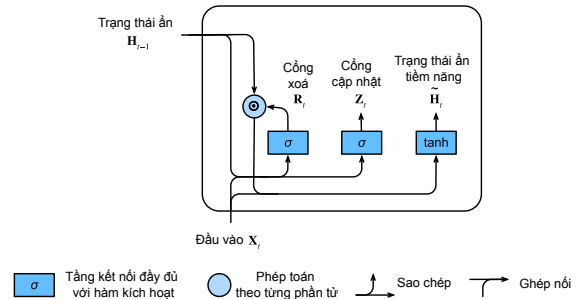 Trạng thái ẩn
H_{t−1}
Cổng
xoá
R_t
Cổng
cập nhật
Z_t
Trạng thái ẩn
tiềm năng
H̃_t
σ
σ
tanh
Đầu vào X_t
σ
Tầng kết nối đầy đủ
với hàm kích hoạt
Phép toán
theo từng phần tử
Sao chép
Ghép nối